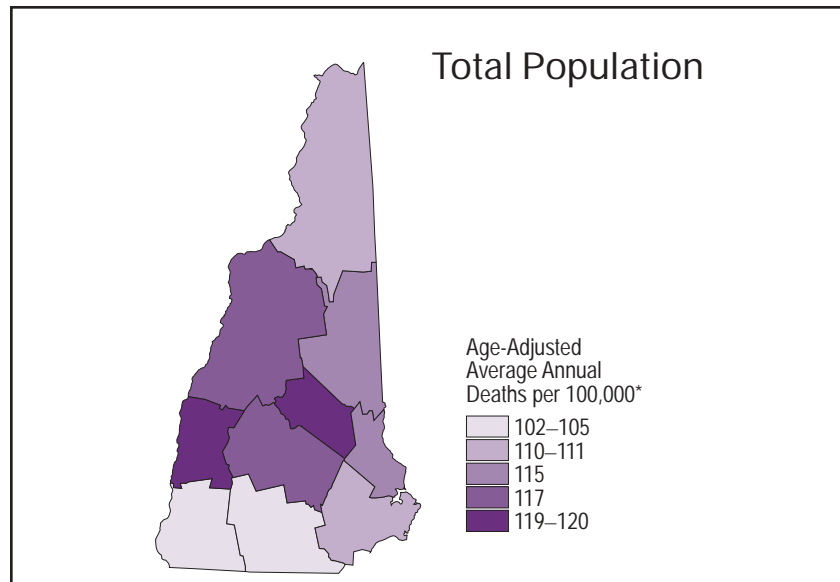 Total Population
Age-Adjusted
Average Annual
Deaths per 100,000*
102–105
110–111
115
117
119–120